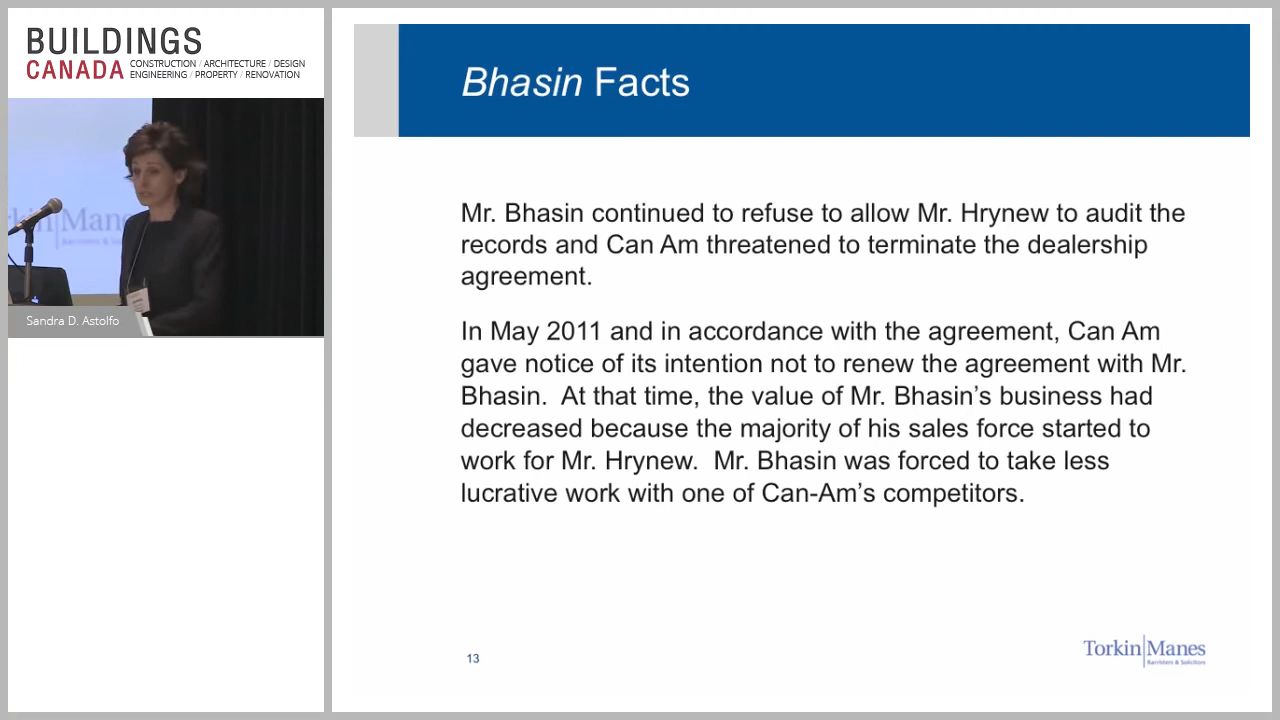 BUILDINGS
CANADA
CONSTRUCTION / ARCHITECTURE / DESIGN
ENGINEERING / PROPERTY / RENOVATION
Sandra D. Astolfo
Bhasin Facts
Mr. Bhasin continued to refuse to allow Mr. Hrynew to audit the
records and Can Am threatened to terminate the dealership
agreement.
In May 2011 and in accordance with the agreement, Can Am
gave notice of its intention not to renew the agreement with Mr.
Bhasin.  At that time, the value of Mr. Bhasin’s business had
decreased because the majority of his sales force started to
work for Mr. Hrynew.  Mr. Bhasin was forced to take less
lucrative work with one of Can-Am’s competitors.
13
Torkin Manes
Barristers & Solicitors